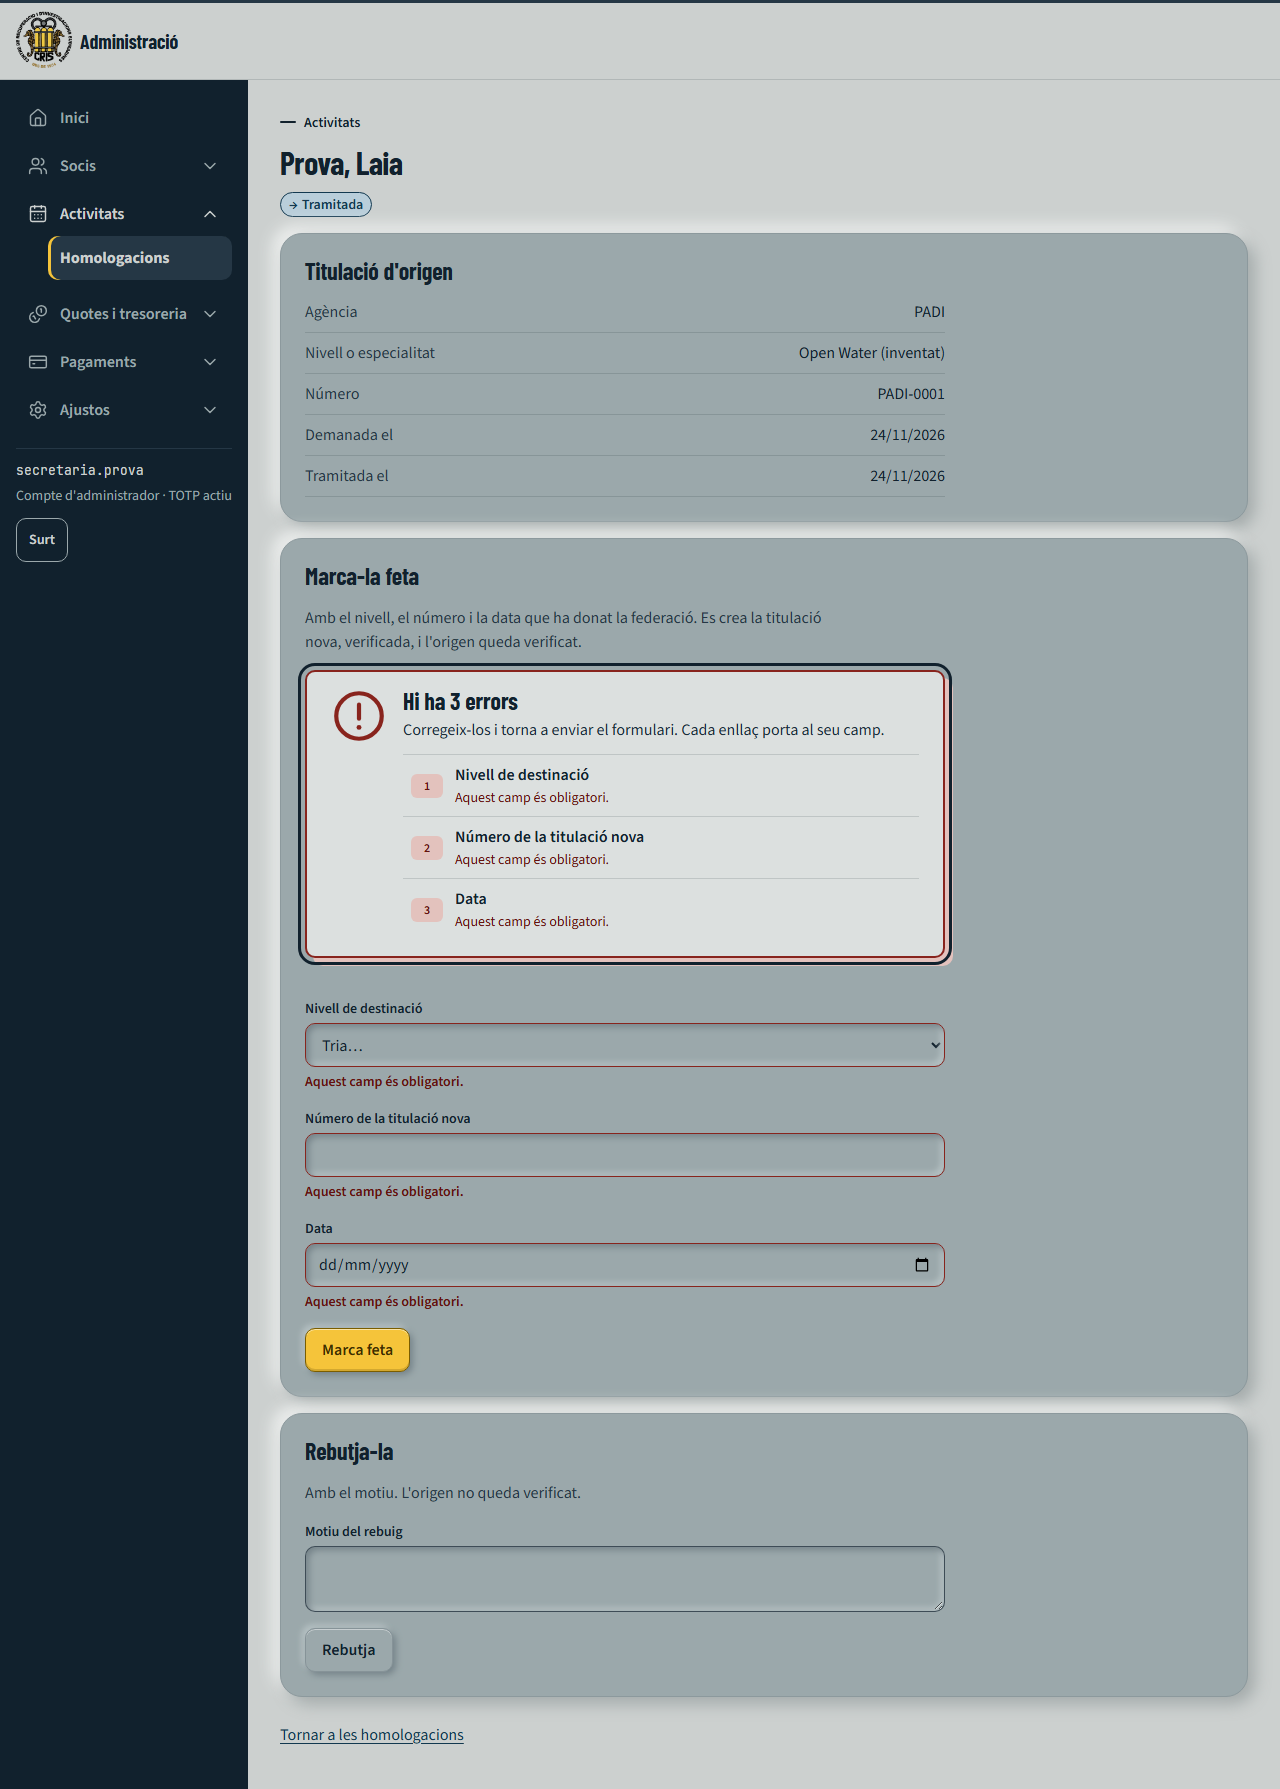 CRIS
Administració
Inici
Socis
Activitats
Homologacions
Quotes i tresoreria
Pagaments
Ajustos
secretaria.prova
Compte d'administrador · TOTP actiu
Surt
Activitats
Prova, Laia
→ Tramitada
Titulació d'origen
Agència PADI
Nivell o especialitat Open Water (inventat)
Número PADI-0001
Demanada el 24/11/2026
Tramitada el 24/11/2026
Marca-la feta
Amb el nivell, el número i la data que ha donat la federació. Es crea la titulació
nova, verificada, i l'origen queda verificat.
Hi ha 3 errors
Corregeix-los i torna a enviar el formulari. Cada enllaç porta al seu camp.
1 Nivell de destinació
Aquest camp és obligatori.
2 Número de la titulació nova
Aquest camp és obligatori.
3 Data
Aquest camp és obligatori.
Nivell de destinació
Tria…
Aquest camp és obligatori.
Número de la titulació nova
Aquest camp és obligatori.
Data
dd/mm/yyyy
Aquest camp és obligatori.
Marca feta
Rebutja-la
Amb el motiu. L'origen no queda verificat.
Motiu del rebuig
Rebutja
Tornar a les homologacions